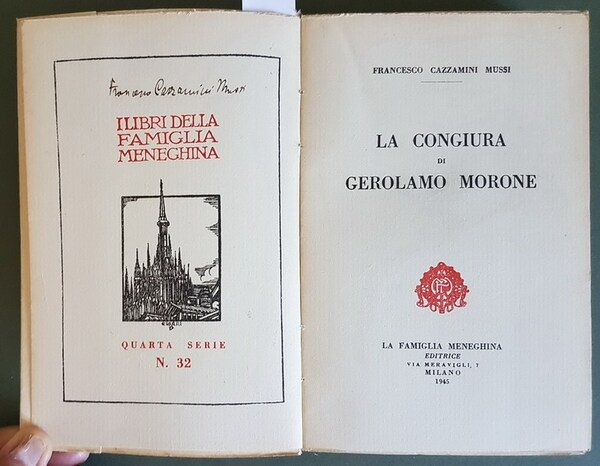 Francesco Cazzamini Mussi
I LIBRI DELLA
FAMIGLIA
MENEGHINA
QUARTA SERIE
N. 32
FRANCESCO CAZZAMINI MUSSI
LA CONGIURA
DI
GEROLAMO MORONE
LA FAMIGLIA MENEGHINA
EDITRICE
VIA MERAVIGLI, 7
MILANO
1945